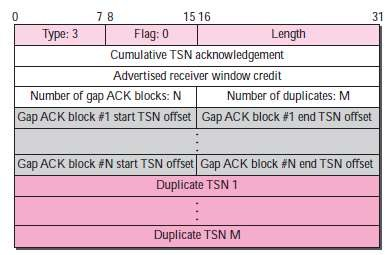 0 7 8 15 16 31
Type: 3 Flag: 0 Length
Cumulative TSN acknowledgement
Advertised receiver window credit
Number of gap ACK blocks: N Number of duplicates: M
Gap ACK block #1 start TSN offset Gap ACK block #1 end TSN offset
Gap ACK block #N start TSN offset Gap ACK block #N end TSN offset
Duplicate TSN 1
Duplicate TSN M